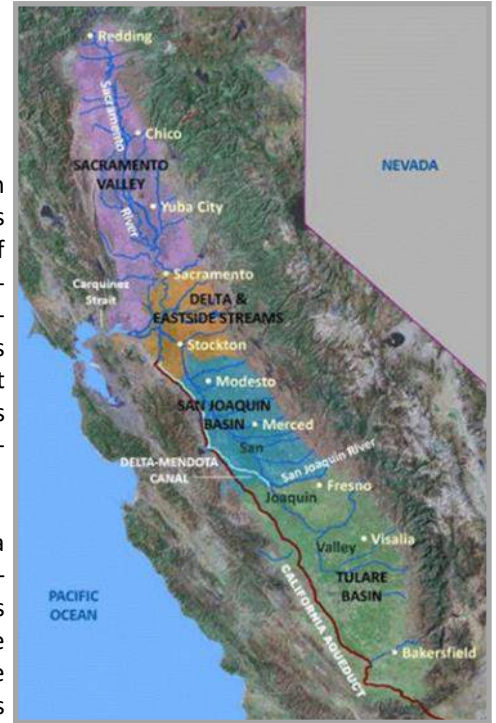 Redding
Sacramento
Chico
SACRAMENTO
VALLEY
NEVADA
River
Yuba City
Sacramento
Carquinez
Strait
DELTA &
EASTSIDE STREAMS
Stockton
Modesto
SAN JOAQUIN
BASIN
Merced
San
San Joaquin River
DELTA-MENDOTA
CANAL
Fresno
Joaquin
Visalia
Valley
TULARE
BASIN
PACIFIC
OCEAN
CALIFORNIA AQUEDUCT
Bakersfield